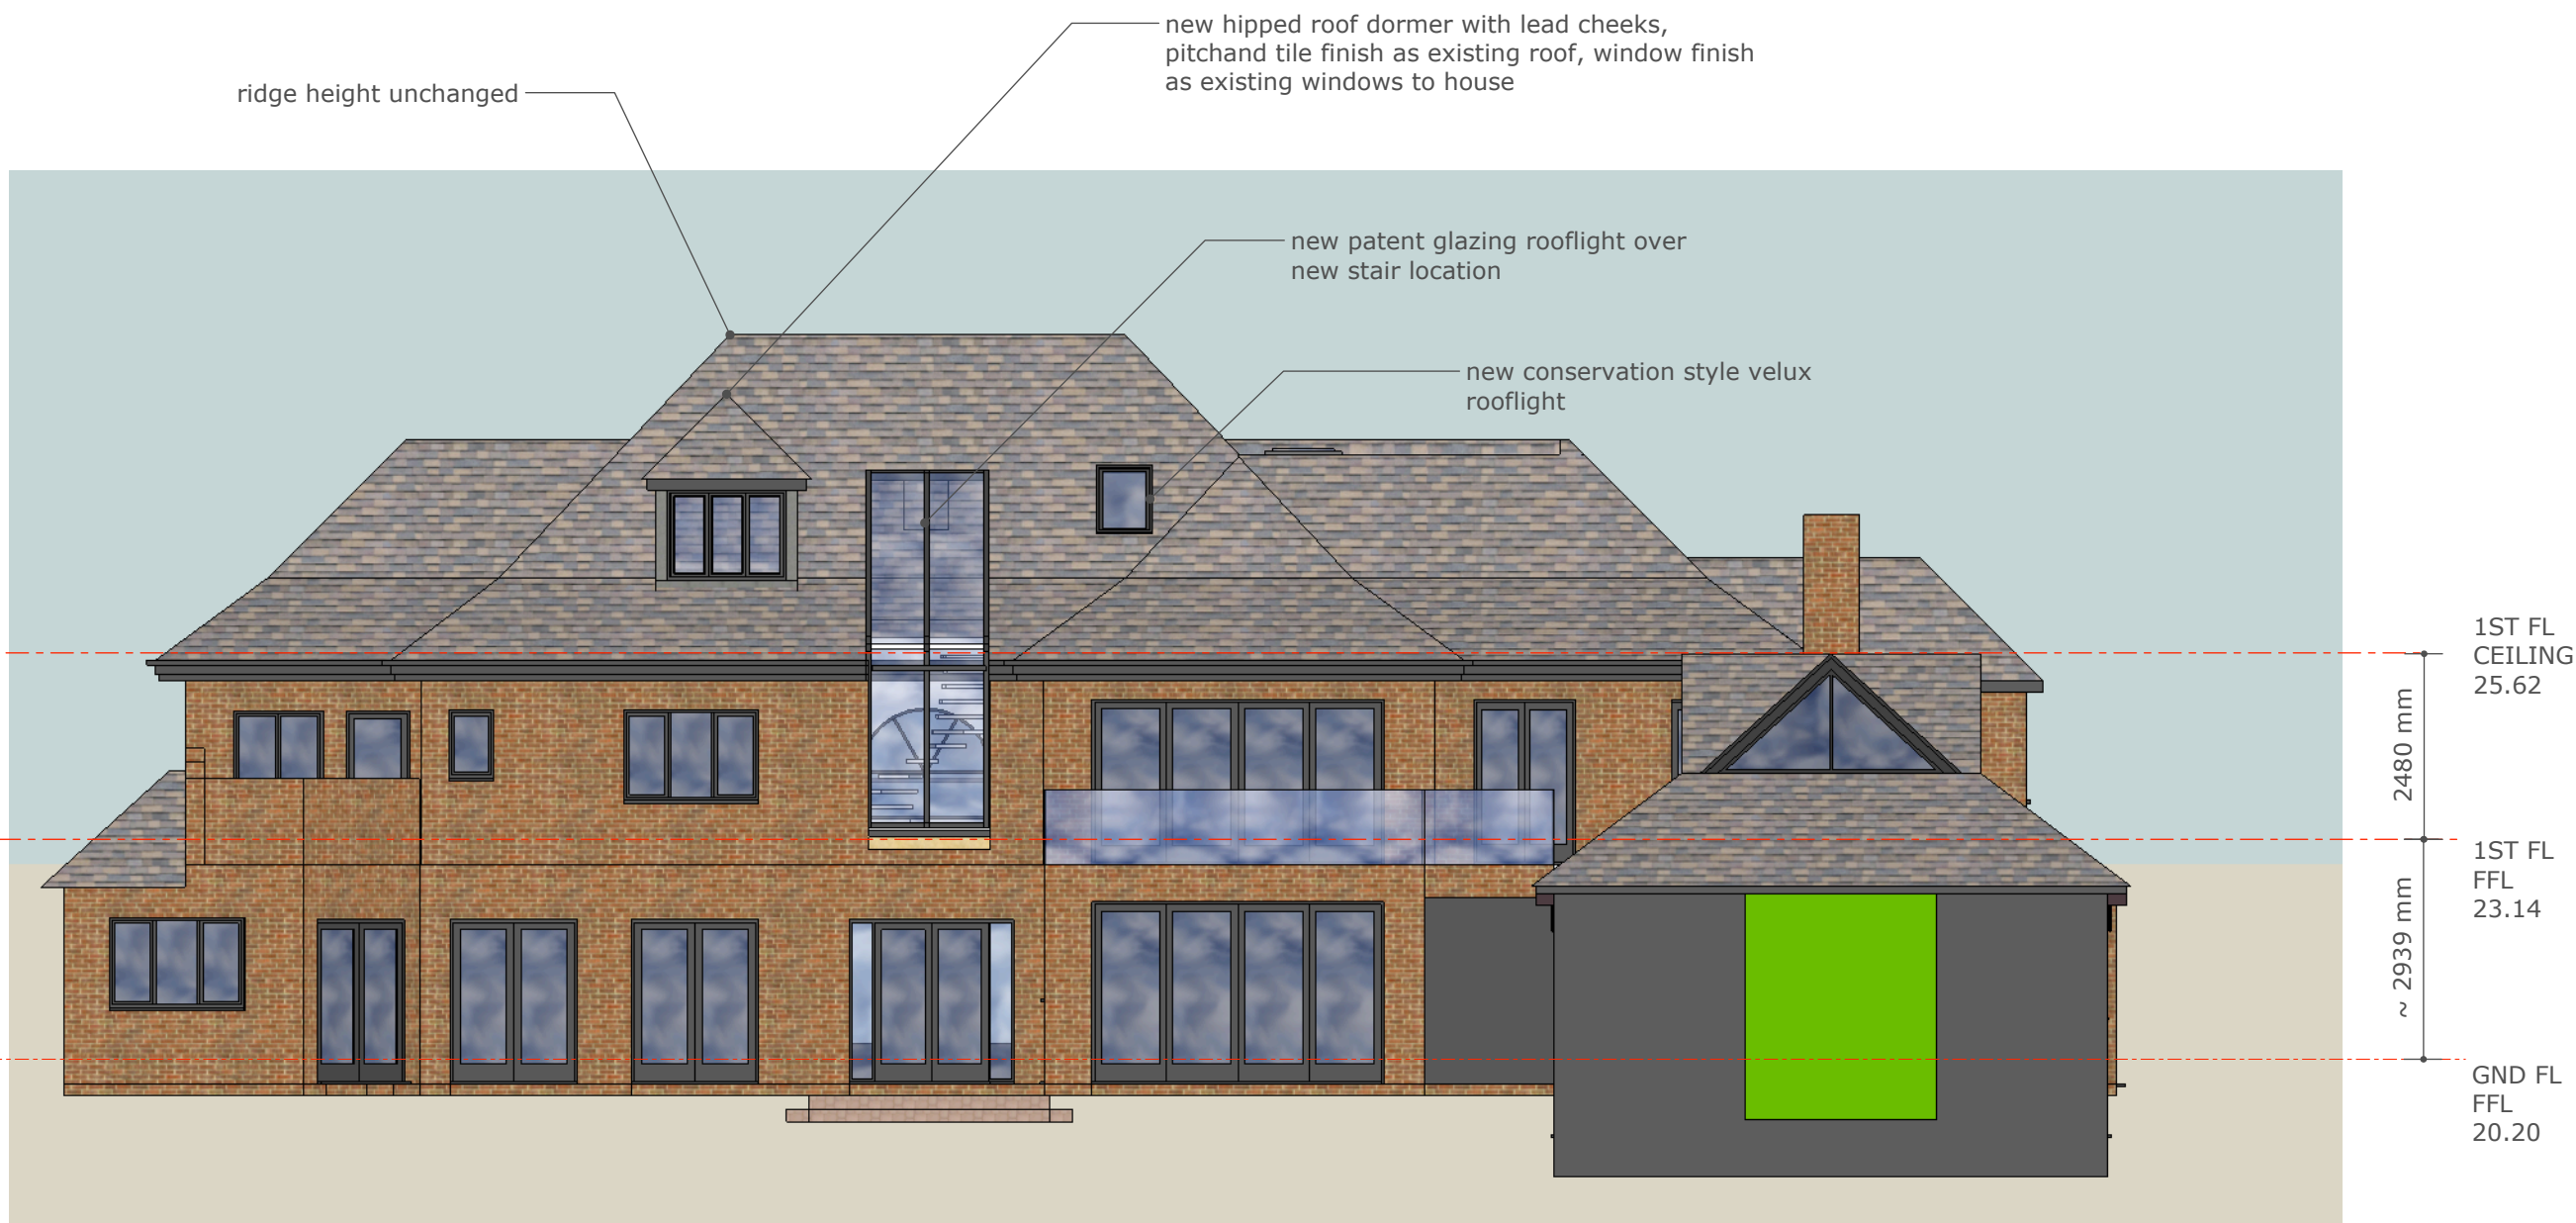 new hipped roof dormer with lead cheeks,
pitchand tile finish as existing roof, window finish
as existing windows to house
ridge height unchanged
new patent glazing rooflight over
new stair location
new conservation style velux
rooflight
1ST FL
CEILING
25.62
2480 mm
1ST FL
FFL
23.14
~ 2939 mm
GND FL
FFL
20.20